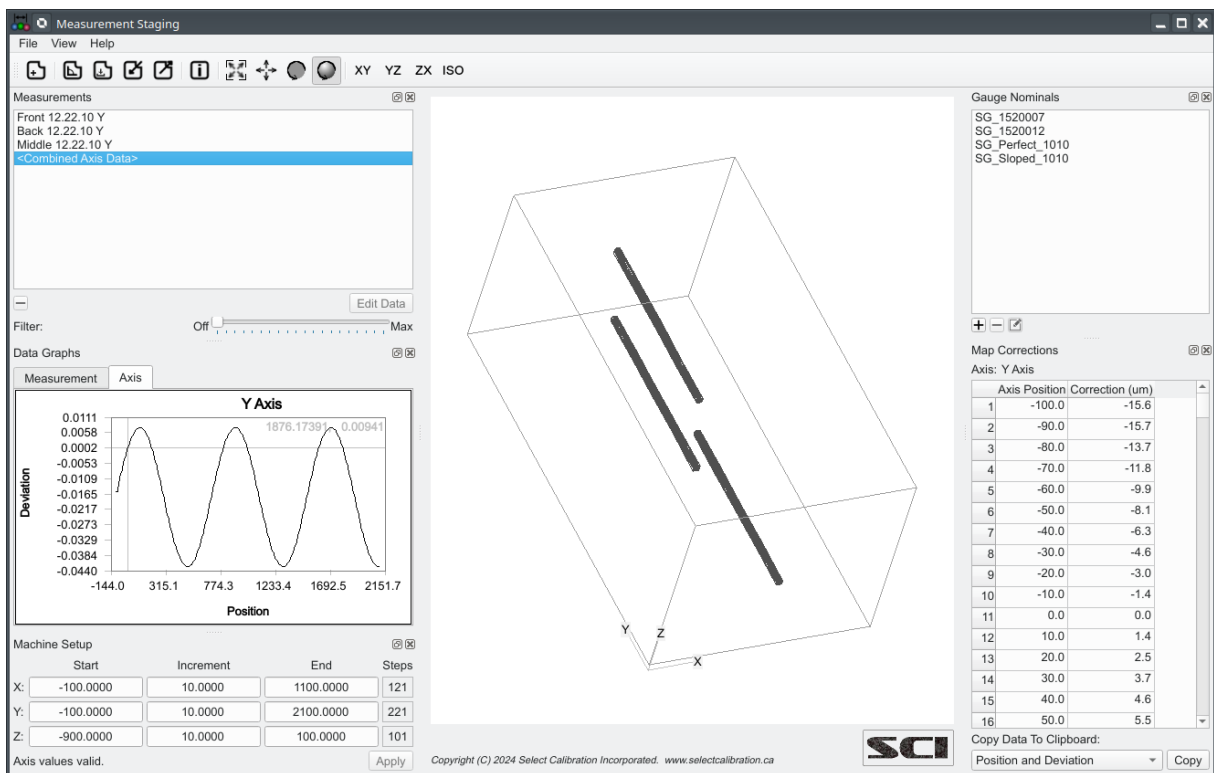 Measurement Staging
File View Help
XY YZ ZX ISO
Measurements
Front 12.22.10 Y
Back 12.22.10 Y
Middle 12.22.10 Y
<Combined Axis Data>
Edit Data
Filter: Off Max
Data Graphs
Measurement Axis
Y Axis
1876.17391 0.00941
Deviation
0.0111
0.0058
0.0002
-0.0053
-0.0109
-0.0165
-0.0217
-0.0273
-0.0329
-0.0384
-0.0440
-144.0 315.1 774.3 1233.4 1692.5 2151.7
Position
Machine Setup
Start Increment End Steps
X: -100.0000 10.0000 1100.0000 121
Y: -100.0000 10.0000 2100.0000 221
Z: -900.0000 10.0000 100.0000 101
Axis values valid. Apply
Y Z X
Copyright (C) 2024 Select Calibration Incorporated. www.selectcalibration.ca
SCI
Gauge Nominals
SG_1520007
SG_1520012
SG_Perfect_1010
SG_Sloped_1010
Map Corrections
Axis: Y Axis
Axis Position Correction (um)
1 -100.0 -15.6
2 -90.0 -15.7
3 -80.0 -13.7
4 -70.0 -11.8
5 -60.0 -9.9
6 -50.0 -8.1
7 -40.0 -6.3
8 -30.0 -4.6
9 -20.0 -3.0
10 -10.0 -1.4
11 0.0 0.0
12 10.0 1.4
13 20.0 2.5
14 30.0 3.7
15 40.0 4.6
16 50.0 5.5
Copy Data To Clipboard:
Position and Deviation Copy